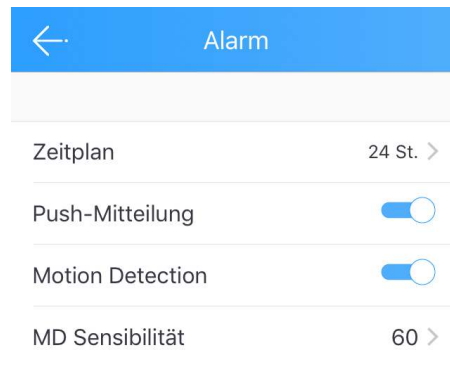 Alarm
Zeitplan 24 St.
Push-Mitteilung
Motion Detection
MD Sensibilität 60